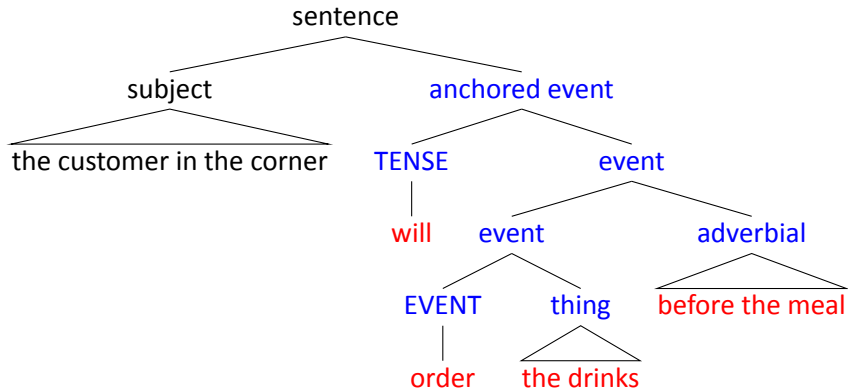 sentence
subject
anchored event
the customer in the corner
TENSE
event
will
event
adverbial
EVENT
thing
before the meal
order
the drinks